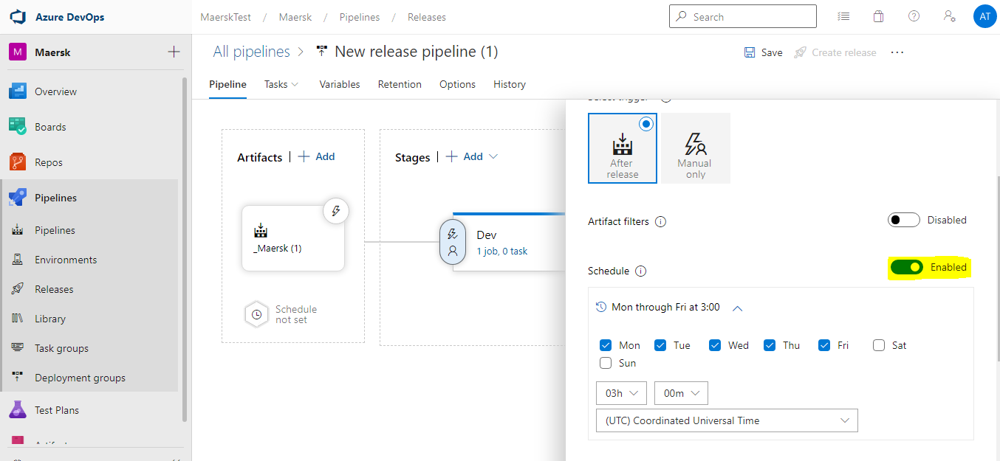 Azure DevOps
MaerskTest / Maersk / Pipelines / Releases
Search
AT
M Maersk
Overview
Boards
Repos
Pipelines
Pipelines
Environments
Releases
Library
Task groups
Deployment groups
Test Plans
All pipelines > New release pipeline (1)
Save
Create release
Pipeline Tasks Variables Retention Options History
Artifacts | + Add
_Maersk (1)
Schedule
not set
Stages | + Add
Dev
1 job, 0 task
After
release
Manual
only
Artifact filters
Disabled
Schedule
Enabled
Mon through Fri at 3:00
Mon Tue Wed Thu Fri Sat
Sun
03h 00m
(UTC) Coordinated Universal Time